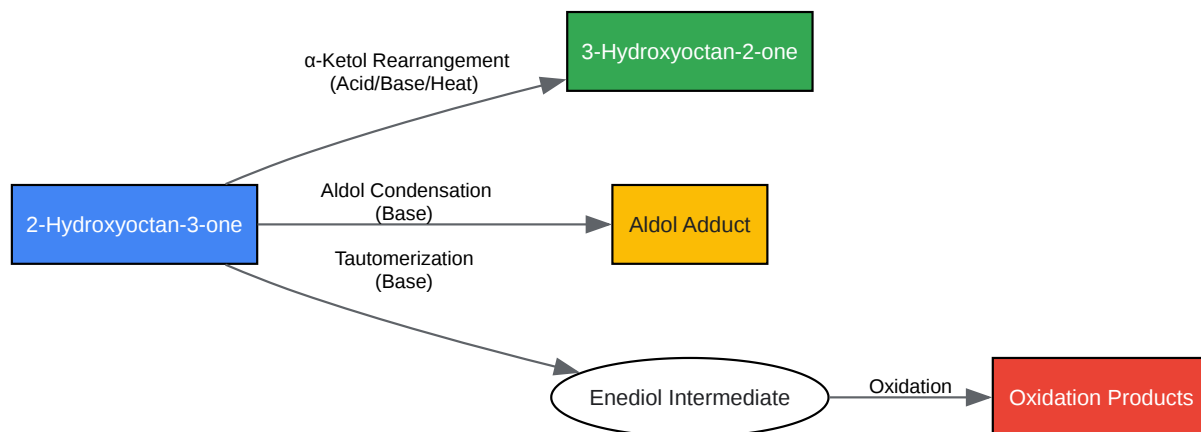 3-Hydroxyoctan-2-one
α-Ketol Rearrangement
(Acid/Base/Heat)
2-Hydroxyoctan-3-one
Aldol Condensation
(Base)
Aldol Adduct
Tautomerization
(Base)
Enediol Intermediate
Oxidation
Oxidation Products